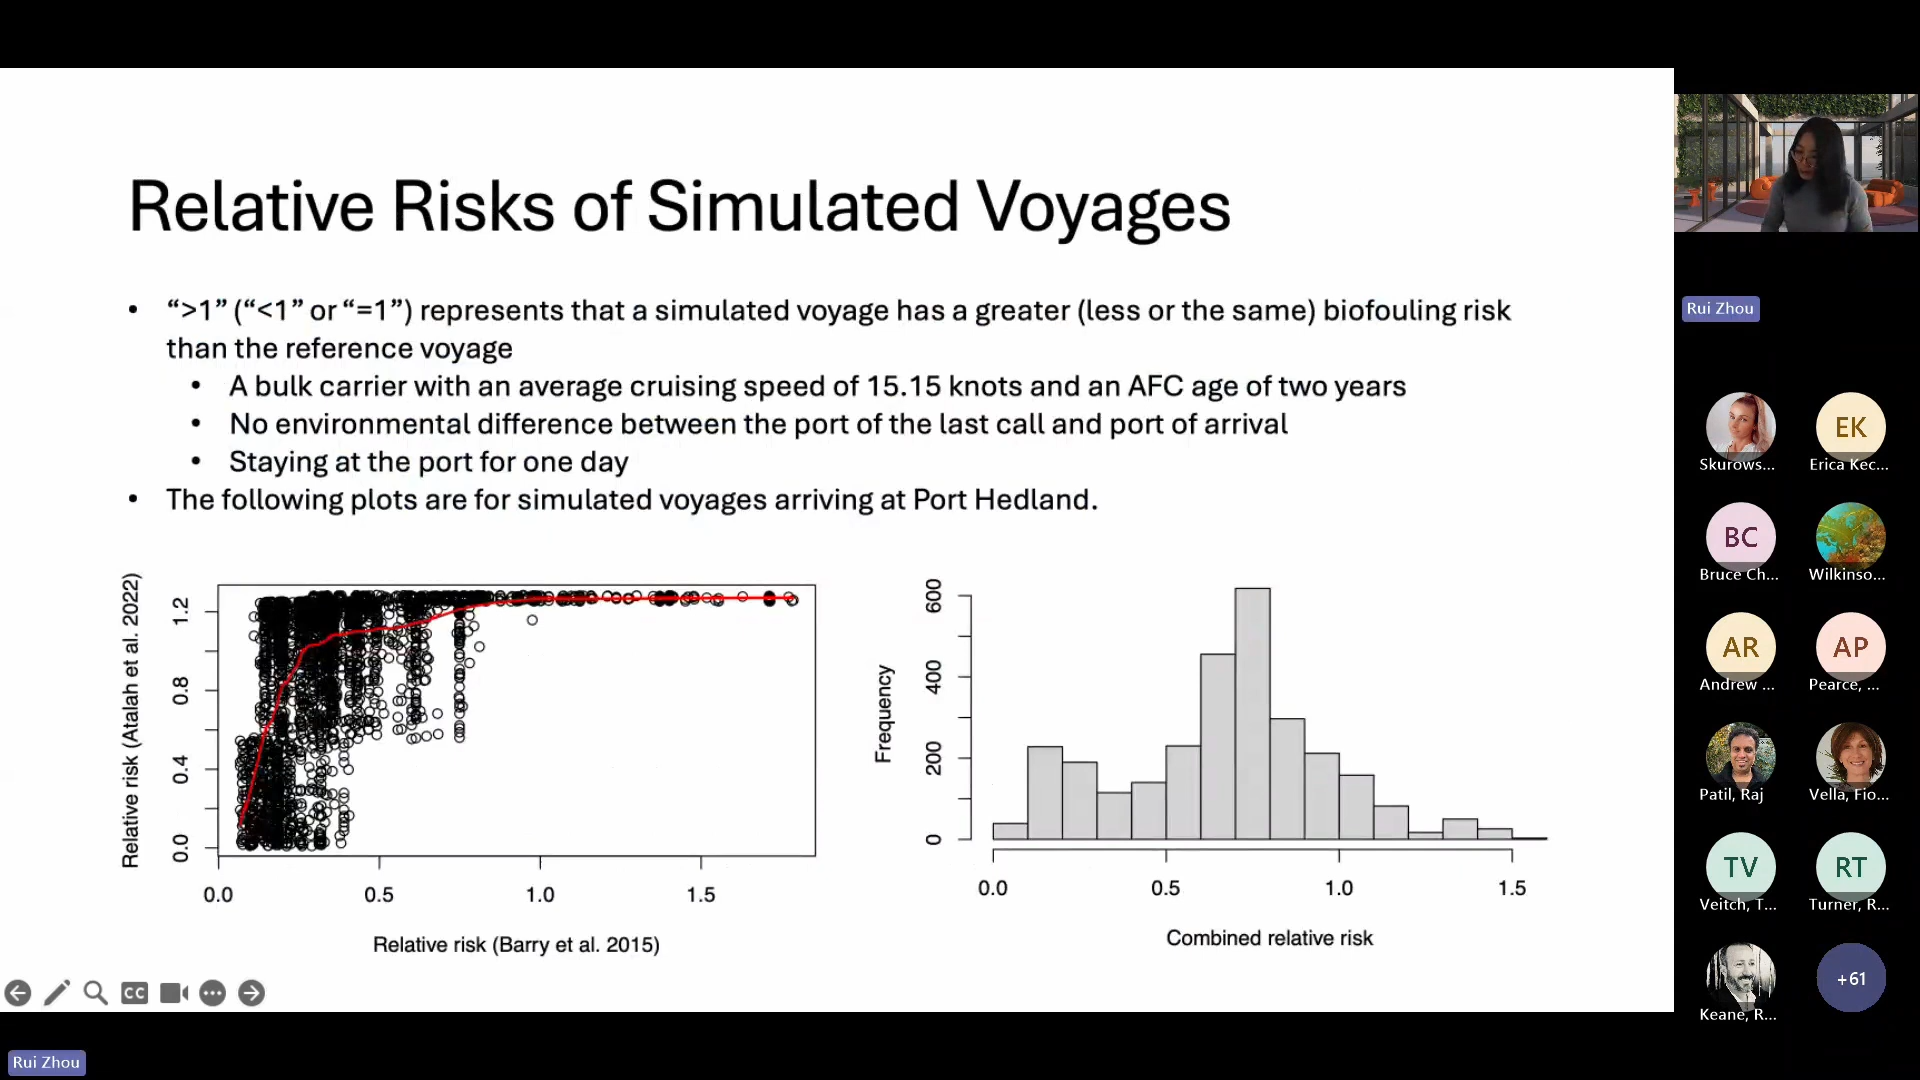 Relative Risks of Simulated Voyages
• “>1” (“<1” or “=1”) represents that a simulated voyage has a greater (less or the same) biofouling risk
than the reference voyage
• A bulk carrier with an average cruising speed of 15.15 knots and an AFC age of two years
• No environmental difference between the port of the last call and port of arrival
• Staying at the port for one day
• The following plots are for simulated voyages arriving at Port Hedland.
Relative risk (Atalah et al. 2022)
1.2
0.8
0.4
0.0
0.0 0.5 1.0 1.5
Relative risk (Barry et al. 2015)
Frequency
600
400
200
0
0.0 0.5 1.0 1.5
Combined relative risk
CC
Rui Zhou
Rui Zhou
Skurows...
EK
Erica Kec...
BC
Bruce Ch...
Wilkinso...
AR
Andrew ...
AP
Pearce, ...
Patil, Raj
Vella, Fio...
TV
Veitch, T...
RT
Turner, R...
Keane, R...
+61